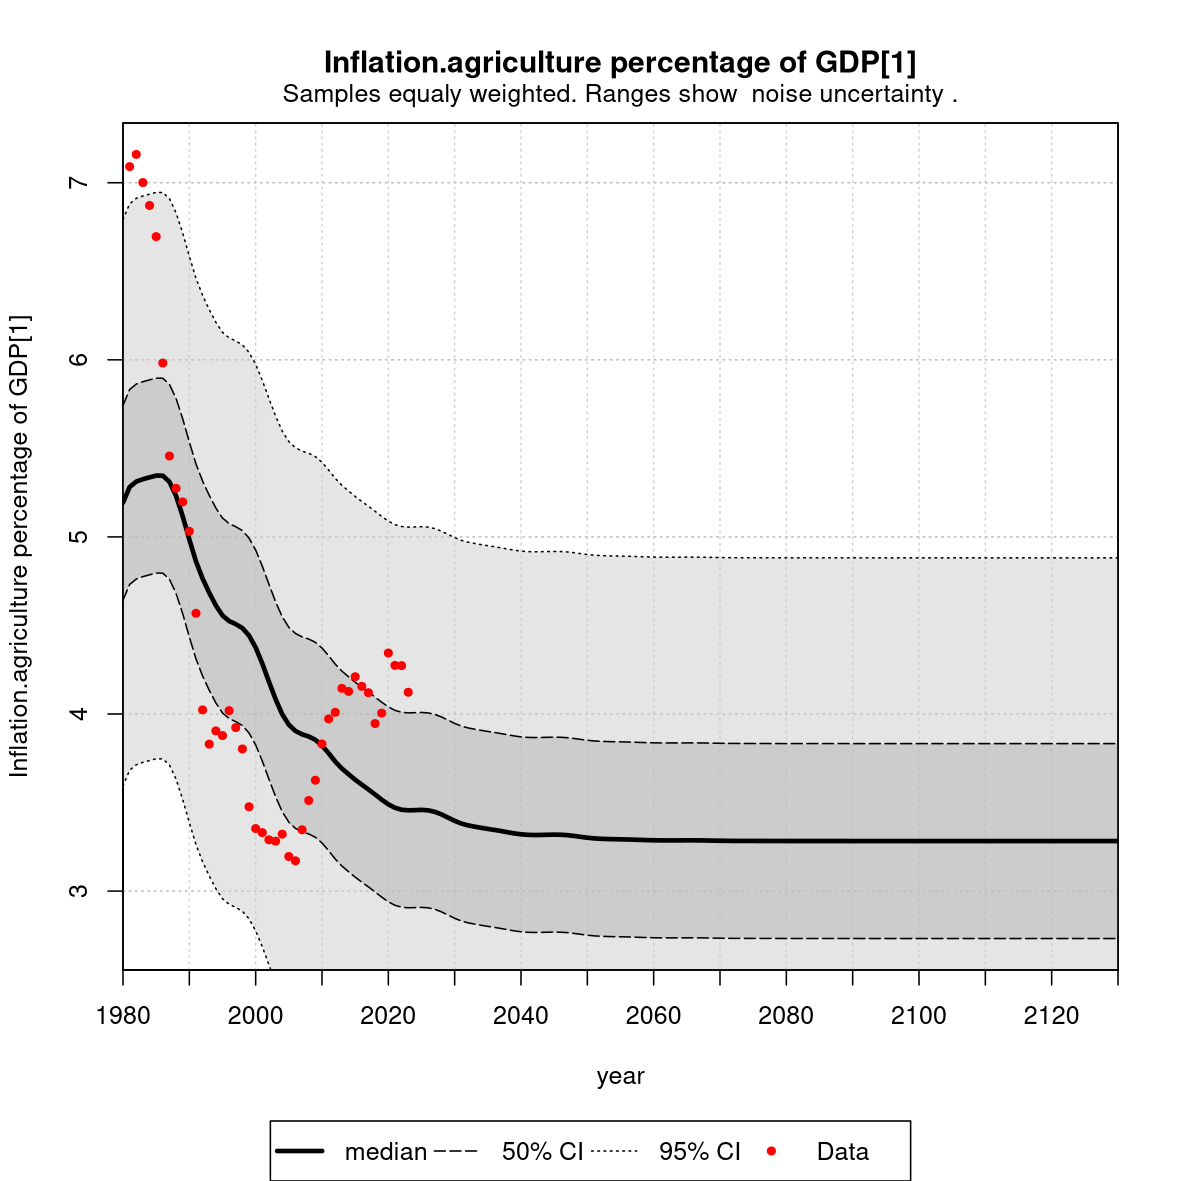 Inflation.agriculture percentage of GDP[1]
Samples equaly weighted. Ranges show  noise uncertainty .
Inflation.agriculture percentage of GDP[1]
7
6
5
4
3
1980 2000 2020 2040 2060 2080 2100 2120
year
median 50% CI 95% CI Data